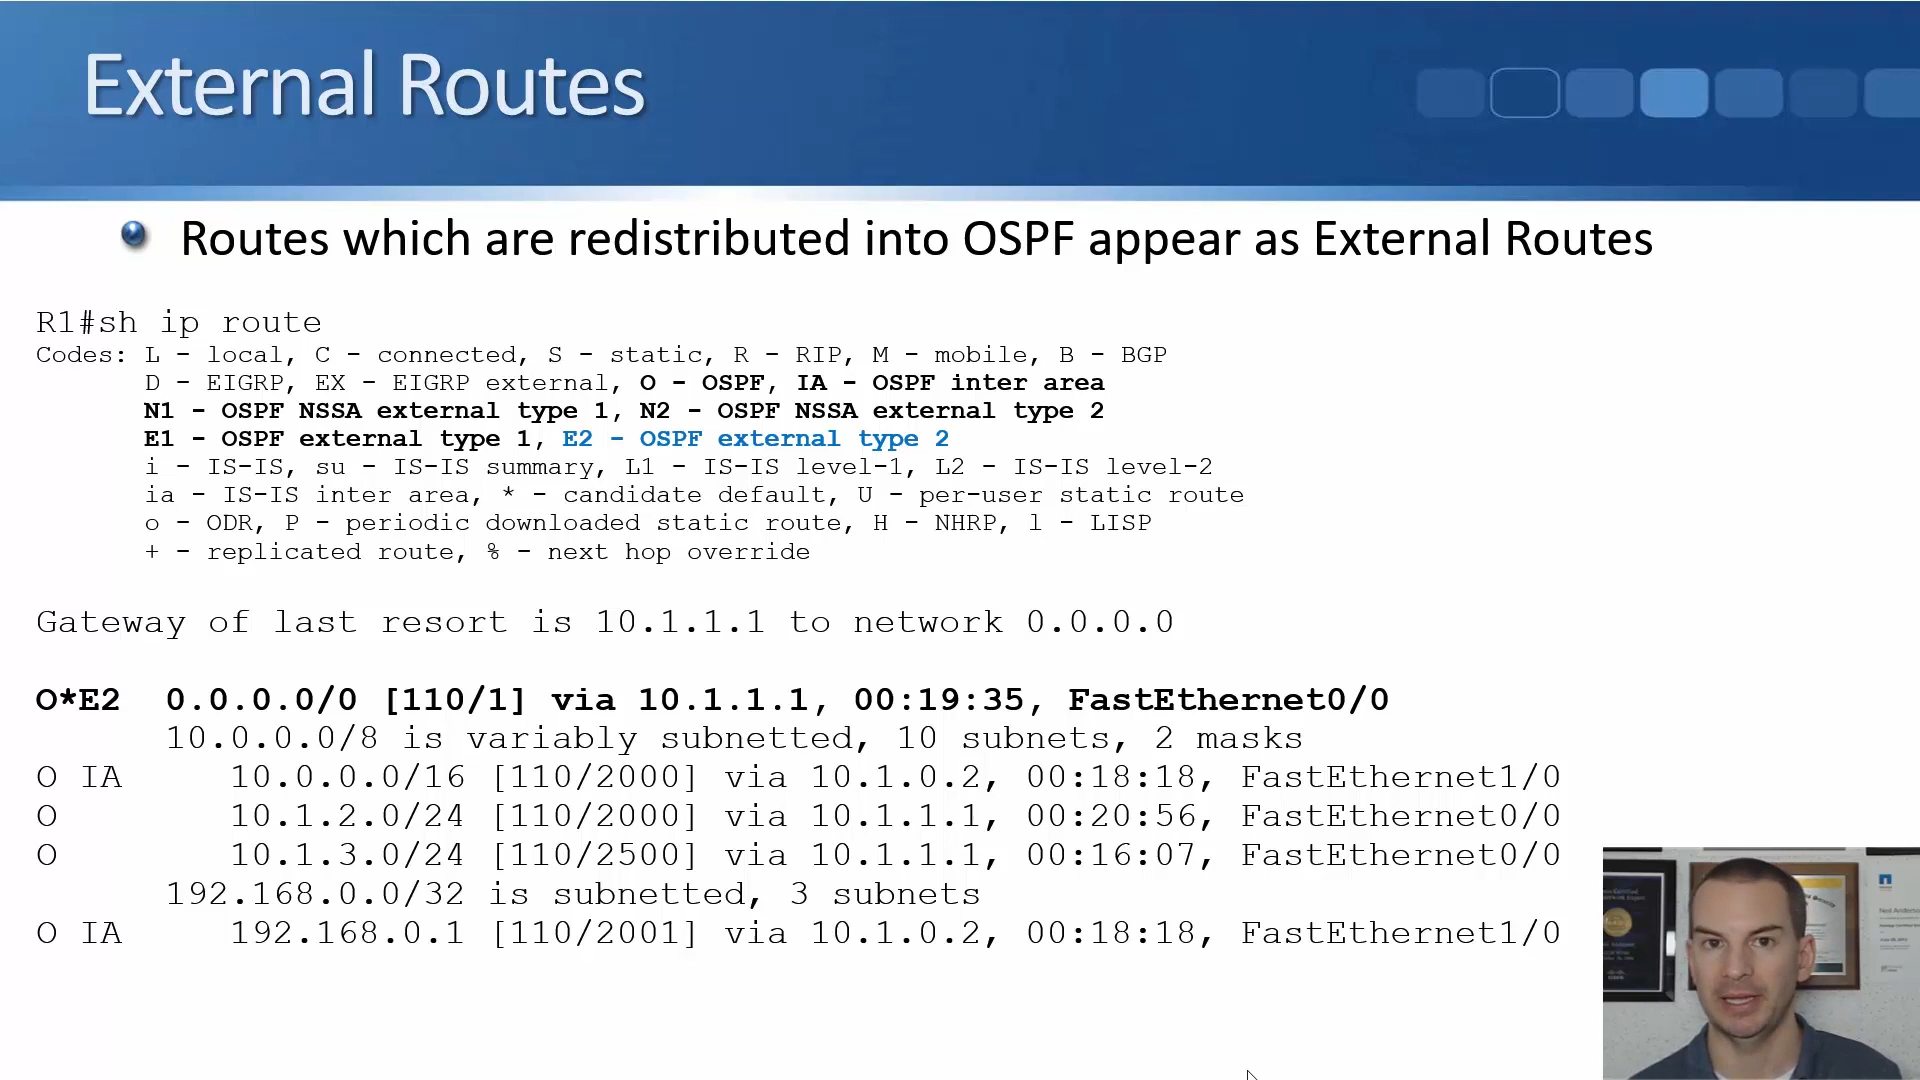 External Routes
Routes which are redistributed into OSPF appear as External Routes
R1#sh ip route
Codes: L - local, C - connected, S - static, R - RIP, M - mobile, B - BGP
D - EIGRP, EX - EIGRP external, O - OSPF, IA - OSPF inter area
N1 - OSPF NSSA external type 1, N2 - OSPF NSSA external type 2
E1 - OSPF external type 1, E2 - OSPF external type 2
i - IS-IS, su - IS-IS summary, L1 - IS-IS level-1, L2 - IS-IS level-2
ia - IS-IS inter area, * - candidate default, U - per-user static route
o - ODR, P - periodic downloaded static route, H - NHRP, l - LISP
+ - replicated route, % - next hop override
Gateway of last resort is 10.1.1.1 to network 0.0.0.0
O*E2 0.0.0.0/0 [110/1] via 10.1.1.1, 00:19:35, FastEthernet0/0
10.0.0.0/8 is variably subnetted, 10 subnets, 2 masks
O IA 10.0.0.0/16 [110/2000] via 10.1.0.2, 00:18:18, FastEthernet1/0
O 10.1.2.0/24 [110/2000] via 10.1.1.1, 00:20:56, FastEthernet0/0
O 10.1.3.0/24 [110/2500] via 10.1.1.1, 00:16:07, FastEthernet0/0
192.168.0.0/32 is subnetted, 3 subnets
O IA 192.168.0.1 [110/2001] via 10.1.0.2, 00:18:18, FastEthernet1/0